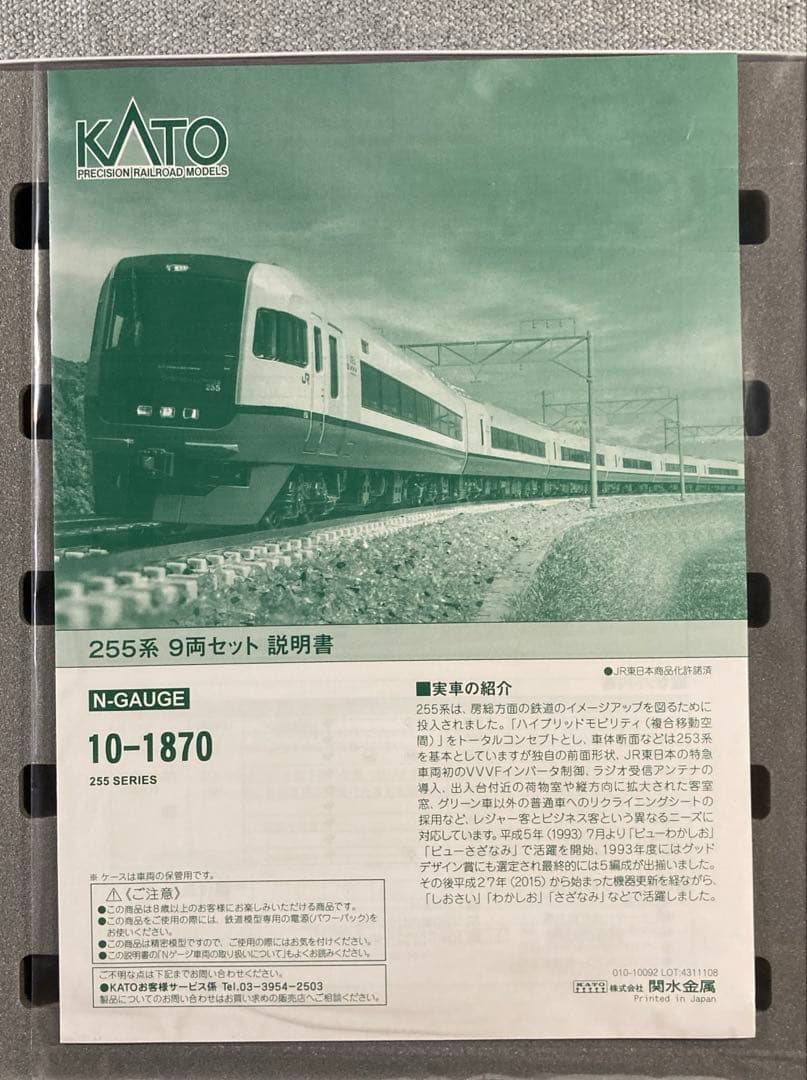 KATO
PRECISION RAILROAD MODELS
255
JR
255系 9両セット 説明書
●JR東日本商品化許諾済
N-GAUGE
10-1870
255 SERIES
■実車の紹介
255系は、房総方面の鉄道のイメージアップを図るために
投入されました。「ハイブリッドモビリティ(複合移動空
間)」をトータルコンセプトとし、車体断面などは253系
を基本としていますが独自の前面形状、JR東日本の特急
車両初のVVVFインバータ制御、ラジオ受信アンテナの
導入、出入台付近の荷物室や縦方向に拡大された客室
窓、グリーン車以外の普通車へのリクライニングシートの
採用など、レジャー客とビジネス客という異なるニーズに
対応しています。平成5年(1993)7月より「ビューわかしお」
「ビューさざなみ」で活躍を開始、1993年度にはグッド
デザイン賞にも選定され最終的には5編成が出揃いました。
その後平成27年(2015)から始まった機器更新を経ながら、
「しおさい」「わかしお」「さざなみ」などで活躍しました。
※ ケースは車両の保管用です。
⚠《ご注意》
●この商品は8歳以上のお客様にお楽しみいただける商品です。
●この商品をご使用の際には、鉄道模型専用の電源(パワーパック)を
お使いください。
●この商品は精密模型ですので、ご使用の際にはお気を付けください。
●この説明書の「Nゲージ車両の取り扱いについて」もよくお読みください。
ご不明な点は下記までお問い合わせください。
●KATOお客様サービス係 Tel.03-3954-2503
製品についてのお問い合わせはお買い求めの販売店へご相談ください。
010-10092 LOT:4311108
KATO 株式会社 関水金属
Printed in Japan